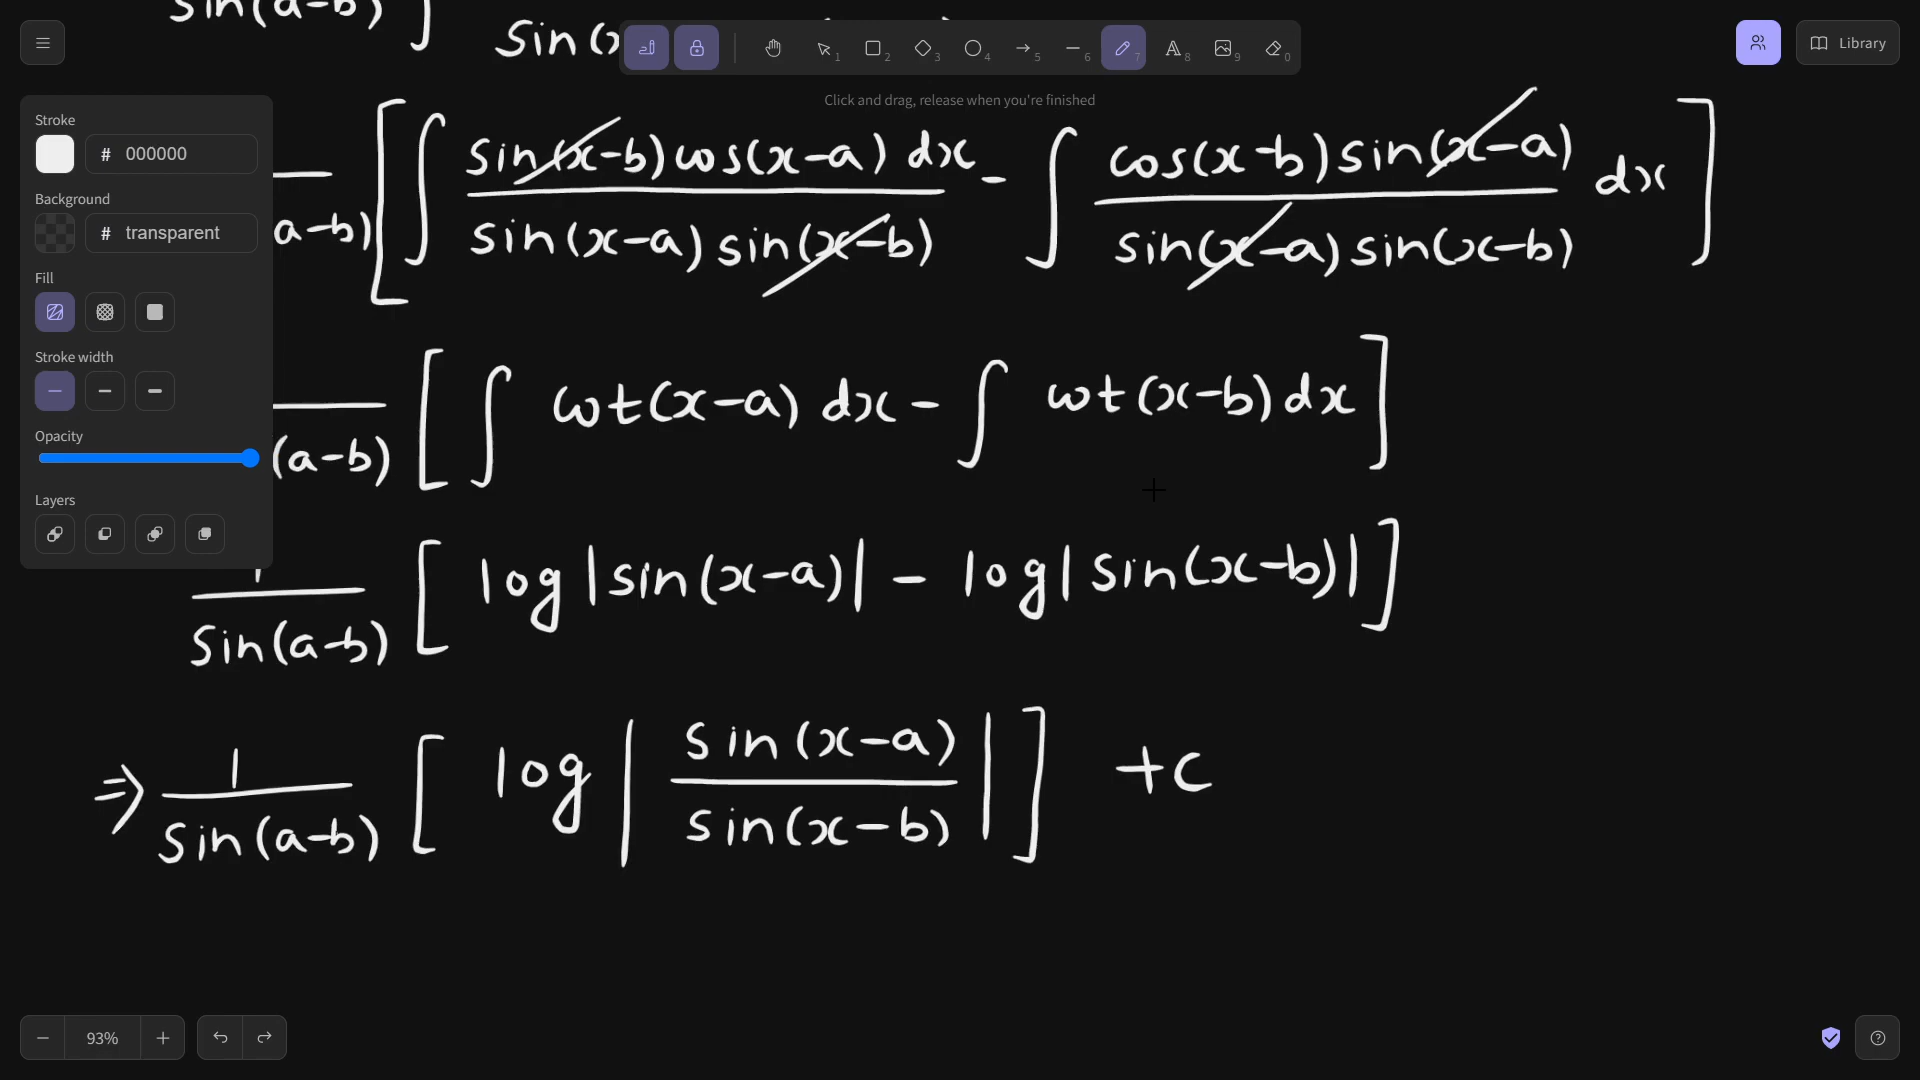 sin(a-b) ]
sin(x
Library
Click and drag, release when you're finished
Stroke
# 000000
Background
# transparent
Fill
Stroke width
Opacity
Layers
a-b) [ ∫ sin(x-b)cos(x-a) dx / sin(x-a) sin(x-b) - ∫ cos(x-b) sin(x-a) / sin(x-a) sin(x-b) dx ]
(a-b) [ ∫ cot(x-a) dx - ∫ cot(x-b) dx ]
1 / sin(a-b) [ log|sin(x-a)| - log|sin(x-b)| ]
⇒ 1 / sin(a-b) [ log | sin(x-a) / sin(x-b) | ] +c
93%